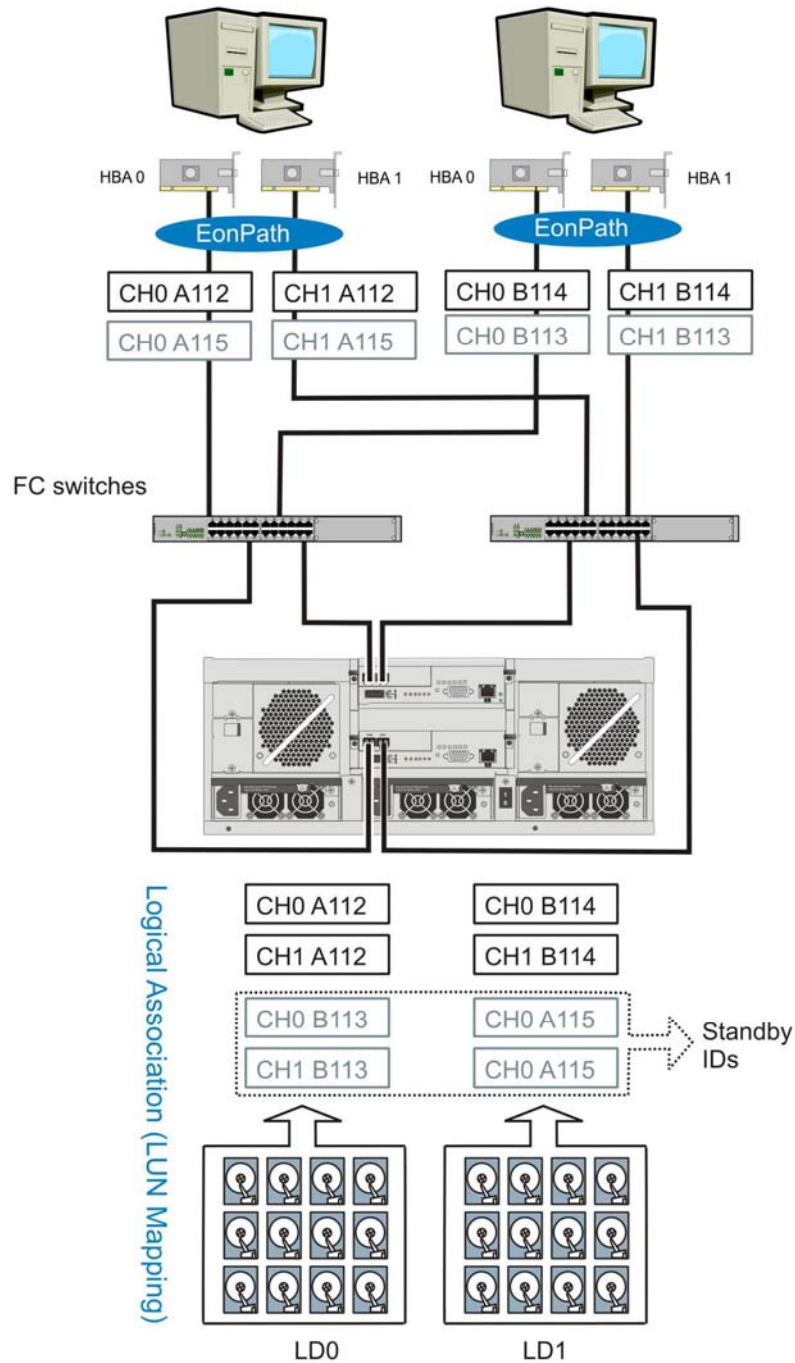 HBA 0
HBA 1
HBA 0
HBA 1
EonPath
EonPath
CH0 A112
CH1 A112
CH0 B114
CH1 B114
CH0 A115
CH1 A115
CH0 B113
CH1 B113
FC switches
Logical Association (LUN Mapping)
CH0 A112
CH0 B114
CH1 A112
CH1 B114
CH0 B113
CH0 A115
CH1 B113
CH0 A115
Standby
IDs
LD0
LD1